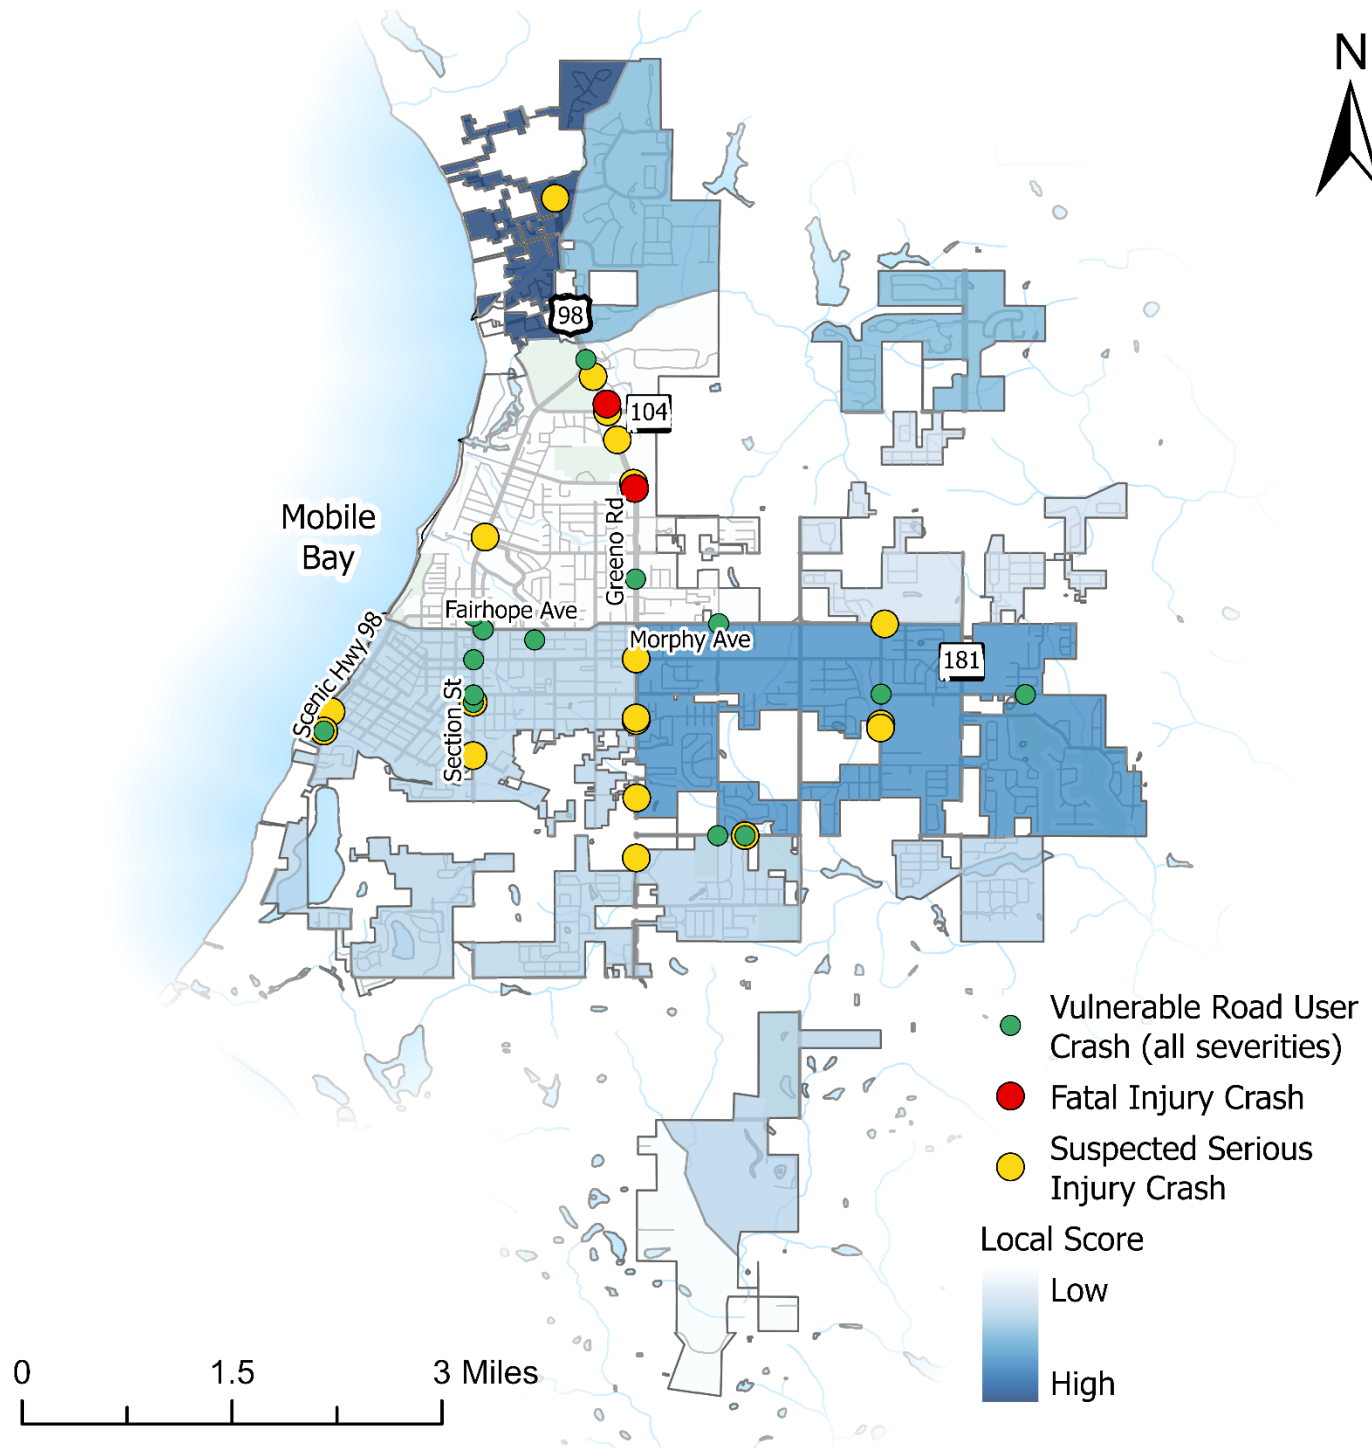 N
98
104
Mobile
Bay
Greeno Rd
Fairhope Ave
Morphy Ave
Scenic Hwy 98
181
Section St
Vulnerable Road User
Crash (all severities)
Fatal Injury Crash
Suspected Serious
Injury Crash
Local Score
Low
High
0 1.5 3 Miles